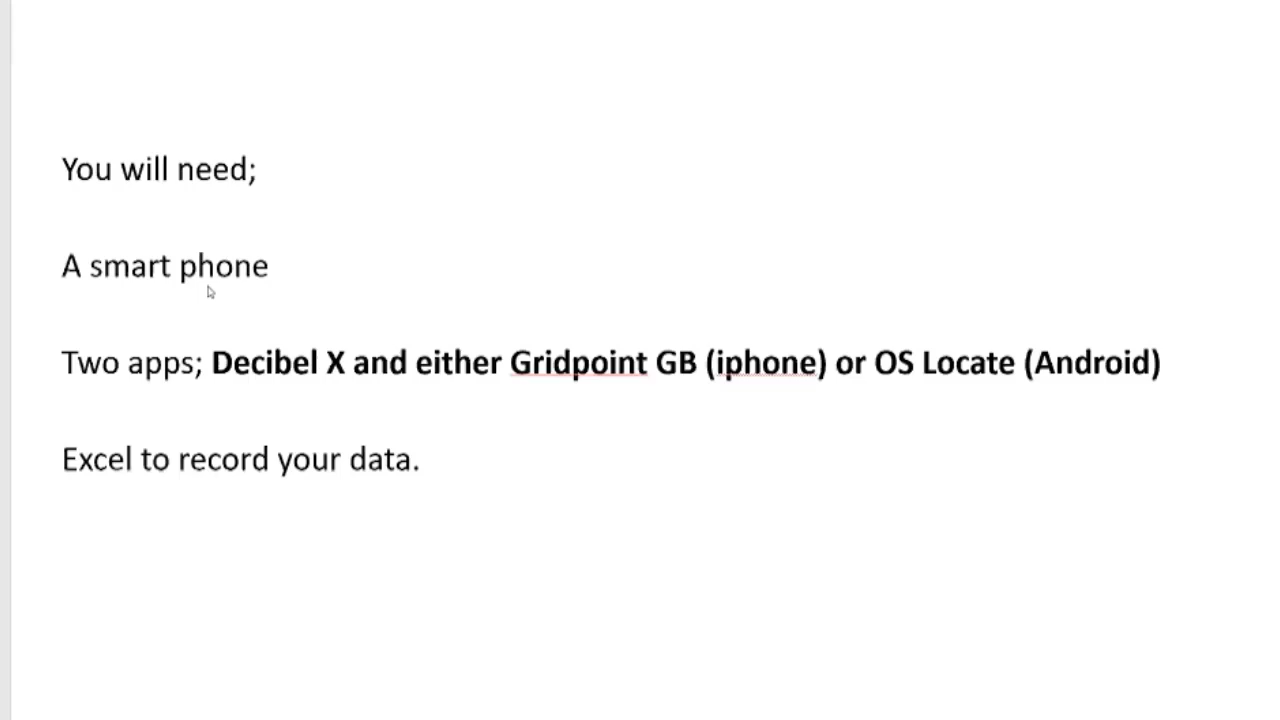 You will need;
A smart phone
Two apps; Decibel X and either Gridpoint GB (iphone) or OS Locate (Android)
Excel to record your data.